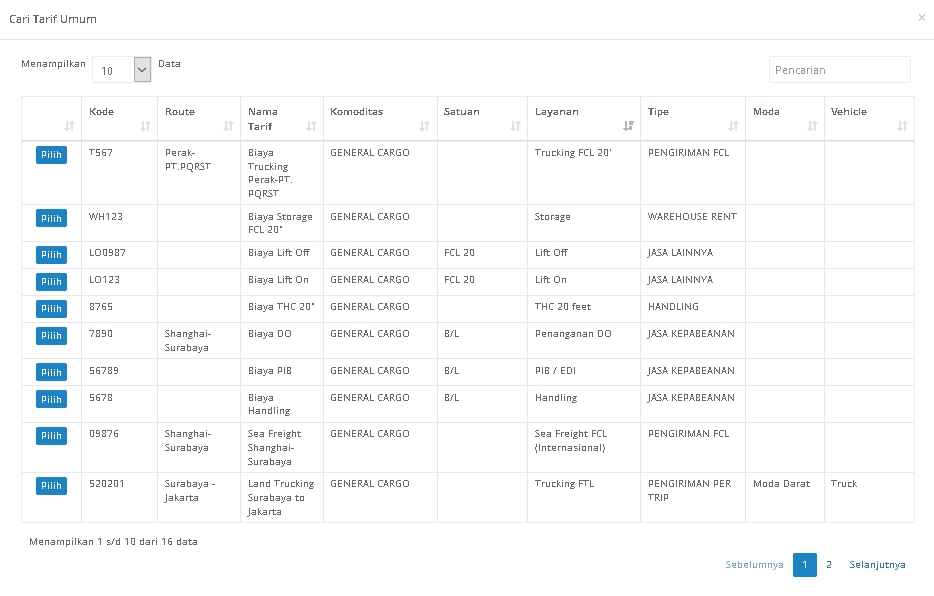 Cari Tarif Umum ×
Menampilkan 10 Data Pencarian
Kode Route Nama Tarif Komoditas Satuan Layanan Tipe Moda Vehicle
Pilih T567 Perak-PT.PQRST Biaya Trucking Perak-PT. PQRST GENERAL CARGO Trucking FCL 20' PENGIRIMAN FCL
Pilih WH123 Biaya Storage FCL 20" GENERAL CARGO Storage WAREHOUSE RENT
Pilih LO0987 Biaya Lift Off GENERAL CARGO FCL 20 Lift Off JASA LAINNYA
Pilih LO123 Biaya Lift On GENERAL CARGO FCL 20 Lift On JASA LAINNYA
Pilih 8765 Biaya THC 20" GENERAL CARGO THC 20 feet HANDLING
Pilih 7890 Shanghai-Surabaya Biaya DO GENERAL CARGO B/L Penanganan DO JASA KEPABEANAN
Pilih 56789 Biaya PIB GENERAL CARGO B/L PIB / EDI JASA KEPABEANAN
Pilih 5678 Biaya Handling GENERAL CARGO B/L Handling JASA KEPABEANAN
Pilih 09876 Shanghai-Surabaya Sea Freight Shanghai-Surabaya GENERAL CARGO Sea Freight FCL (Internasional) PENGIRIMAN FCL
Pilih 520201 Surabaya - Jakarta Land Trucking Surabaya to Jakarta GENERAL CARGO Trucking FTL PENGIRIMAN PER TRIP Moda Darat Truck
Menampilkan 1 s/d 10 dari 16 data
Sebelumnya 1 2 Selanjutnya